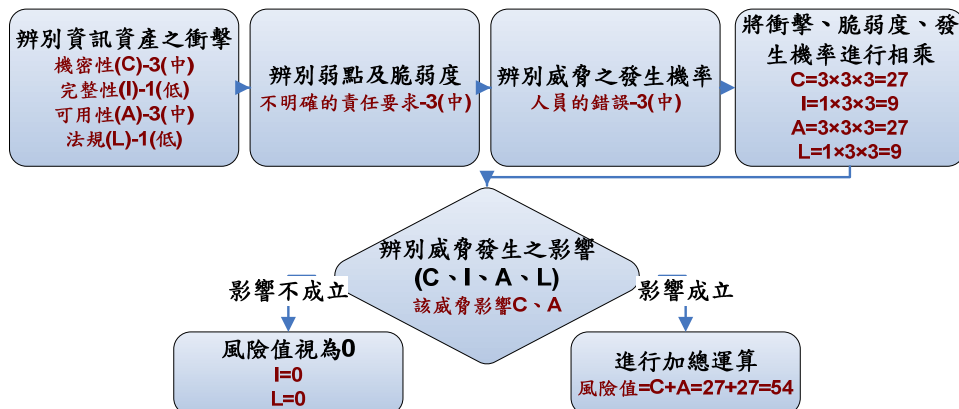 辨別資訊資產之衝擊
機密性(C)-3(中)
完整性(I)-1(低)
可用性(A)-3(中)
法規(L)-1(低)
辨別弱點及脆弱度
不明確的責任要求-3(中)
辨別威脅之發生機率
人員的錯誤-3(中)
將衝擊、脆弱度、發
生機率進行相乘
C=3×3×3=27
I=1×3×3=9
A=3×3×3=27
L=1×3×3=9
辨別威脅發生之影響
(C、I、A、L)
該威脅影響C、A
影響不成立
影響成立
風險值視為0
I=0
L=0
進行加總運算
風險值=C+A=27+27=54